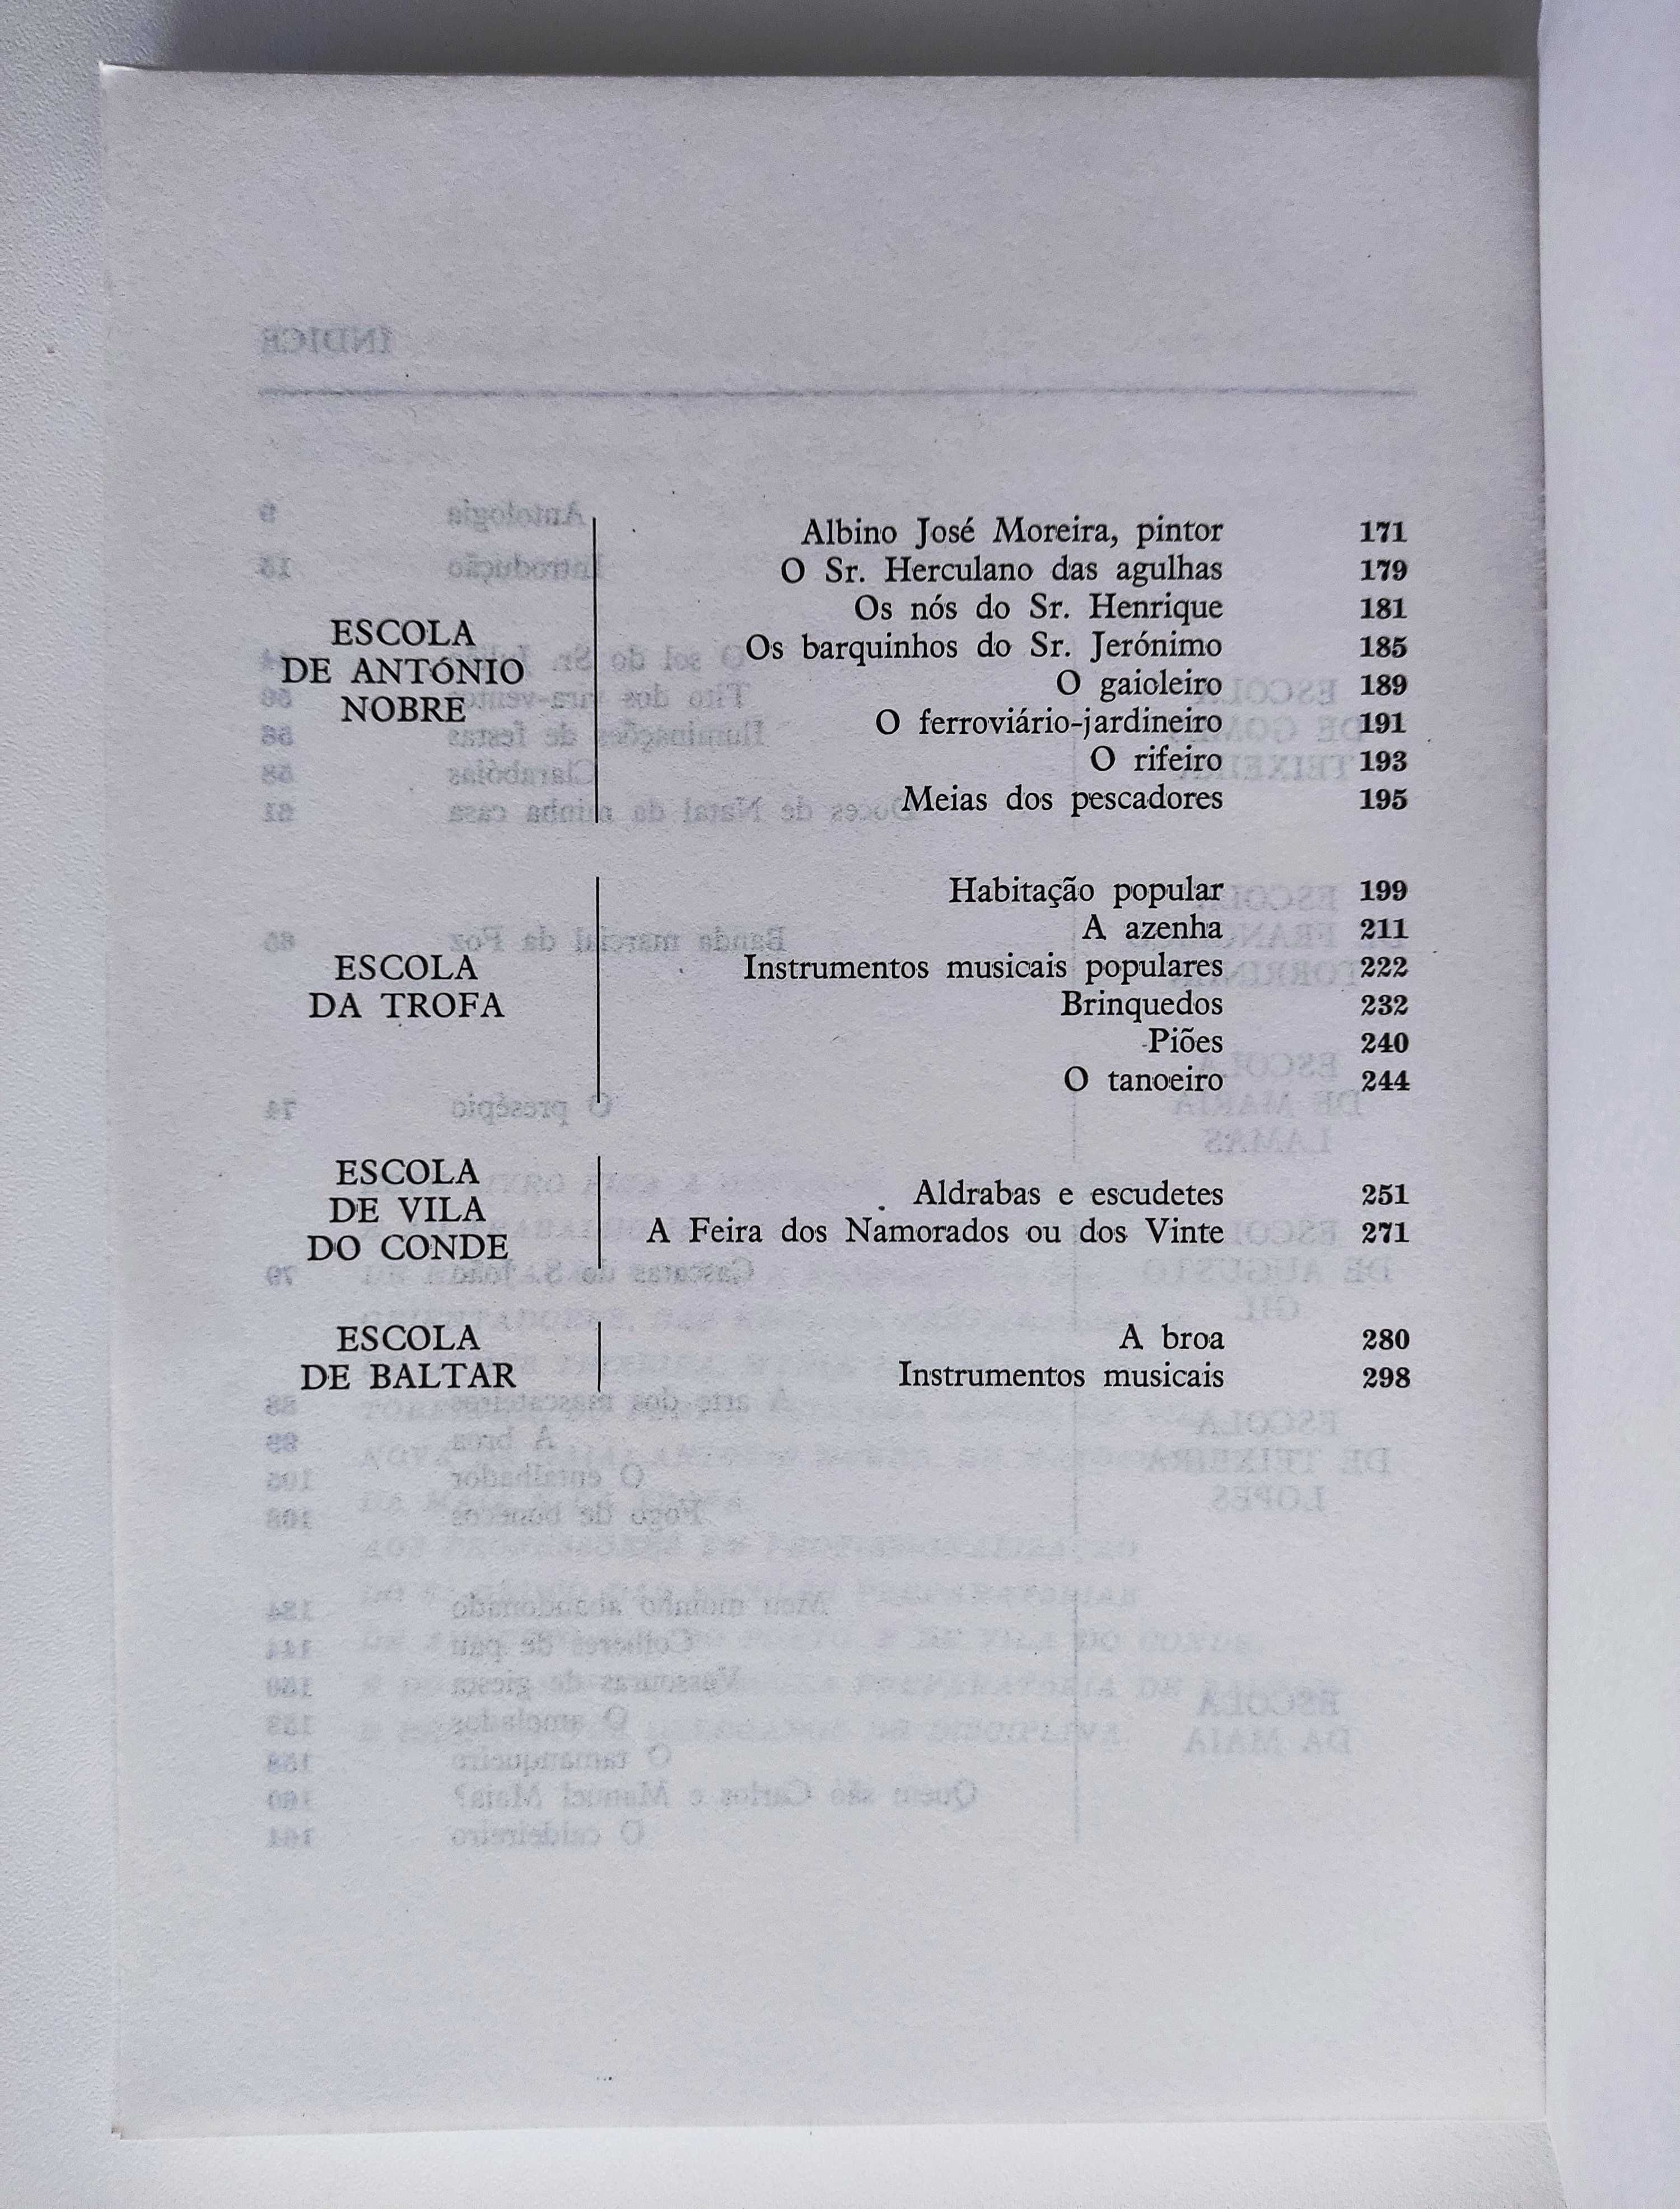 ESCOLA
DE ANTÓNIO
NOBRE
Albino José Moreira, pintor 171
O Sr. Herculano das agulhas 179
Os nós do Sr. Henrique 181
Os barquinhos do Sr. Jerónimo 185
O gaioleiro 189
O ferroviário-jardineiro 191
O rifeiro 193
Meias dos pescadores 195
ESCOLA
DA TROFA
Habitação popular 199
A azenha 211
Instrumentos musicais populares 222
Brinquedos 232
Piões 240
O tanoeiro 244
ESCOLA
DE VILA
DO CONDE
Aldrabas e escudetes 251
A Feira dos Namorados ou dos Vinte 271
ESCOLA
DE BALTAR
A broa 280
Instrumentos musicais 298